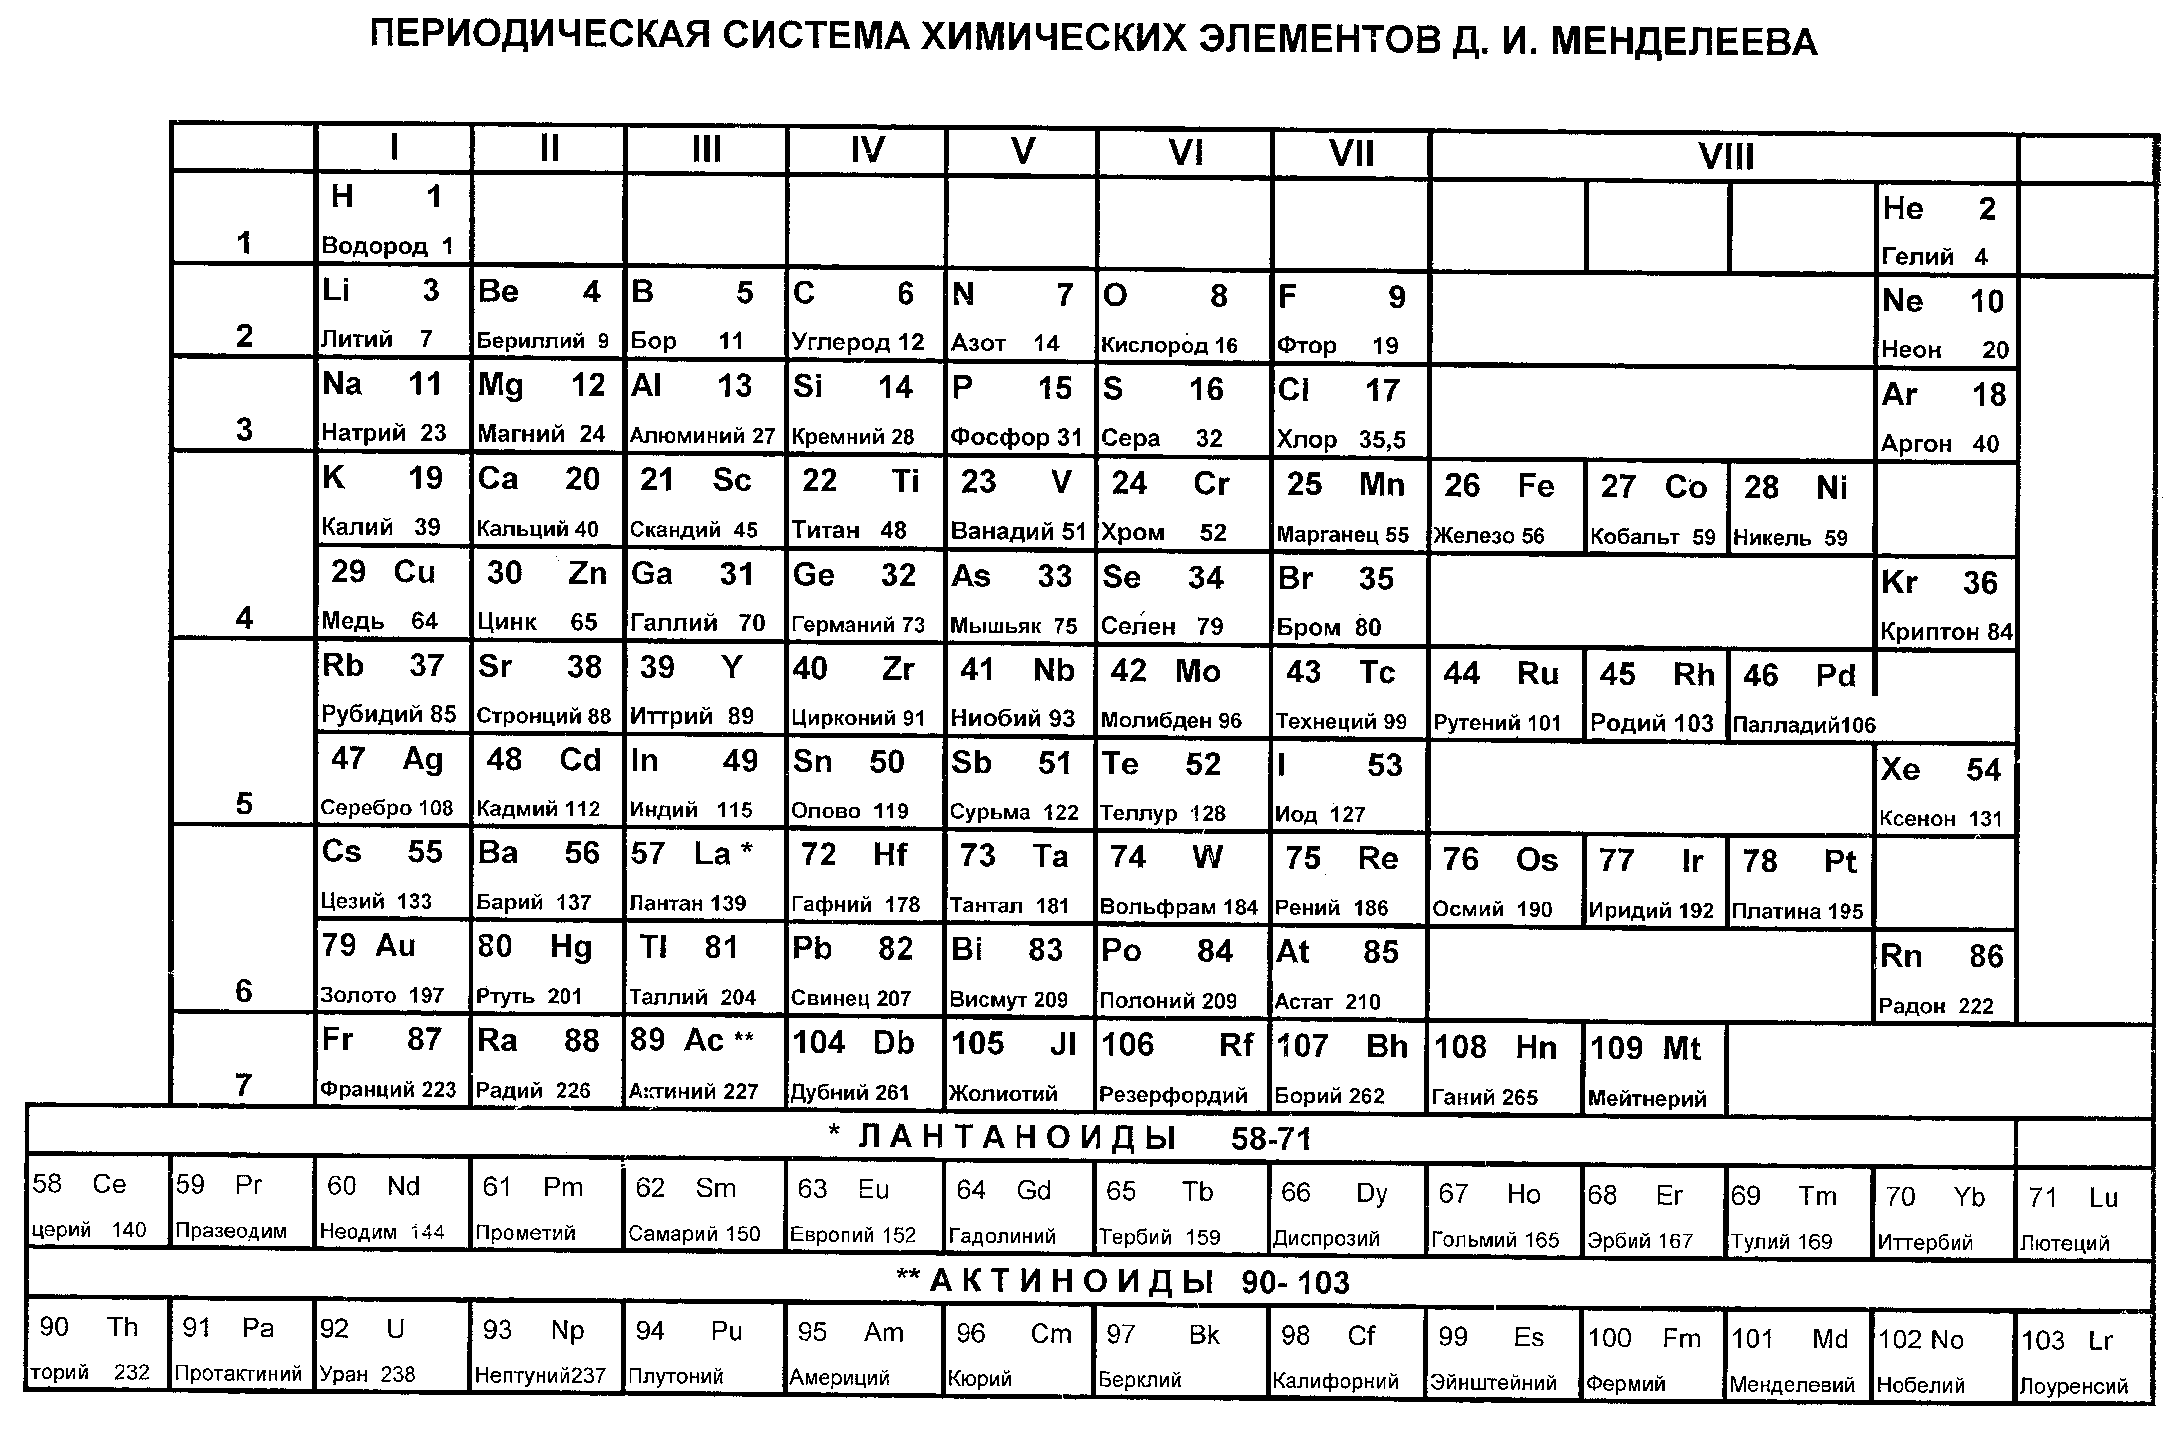 ПЕРИОДИЧЕСКАЯ СИСТЕМА ХИМИЧЕСКИХ ЭЛЕМЕНТОВ Д. И. МЕНДЕЛЕЕВА
I II III IV V VI VII VIII
H 1 He 2
1
Водород 1 Гелий 4
Li 3 Be 4 B 5 C 6 N 7 O 8 F 9 Ne 10
2
Литий 7 Бериллий 9 Бор 11 Углерод 12 Азот 14 Кислород 16 Фтор 19 Неон 20
Na 11 Mg 12 Al 13 Si 14 P 15 S 16 Cl 17 Ar 18
3
Натрий 23 Магний 24 Алюминий 27 Кремний 28 Фосфор 31 Сера 32 Хлор 35,5 Аргон 40
K 19 Ca 20 21 Sc 22 Ti 23 V 24 Cr 25 Mn 26 Fe 27 Co 28 Ni
Калий 39 Кальций 40 Скандий 45 Титан 48 Ванадий 51 Хром 52 Марганец 55 Железо 56 Кобальт 59 Никель 59
29 Cu 30 Zn Ga 31 Ge 32 As 33 Se 34 Br 35 Kr 36
4
Медь 64 Цинк 65 Галлий 70 Германий 73 Мышьяк 75 Селен 79 Бром 80 Криптон 84
Rb 37 Sr 38 39 Y 40 Zr 41 Nb 42 Mo 43 Tc 44 Ru 45 Rh 46 Pd
Рубидий 85 Стронций 88 Иттрий 89 Цирконий 91 Ниобий 93 Молибден 96 Технеций 99 Рутений 101 Родий 103 Палладий106
47 Ag 48 Cd In 49 Sn 50 Sb 51 Te 52 I 53 Xe 54
5
Серебро 108 Кадмий 112 Индий 115 Олово 119 Сурьма 122 Теллур 128 Иод 127 Ксенон 131
Cs 55 Ba 56 57 La * 72 Hf 73 Ta 74 W 75 Re 76 Os 77 Ir 78 Pt
Цезий 133 Барий 137 Лантан 139 Гафний 178 Тантал 181 Вольфрам 184 Рений 186 Осмий 190 Иридий 192 Платина 195
79 Au 80 Hg Tl 81 Pb 82 Bi 83 Po 84 At 85 Rn 86
6
Золото 197 Ртуть 201 Таллий 204 Свинец 207 Висмут 209 Полоний 209 Астат 210 Радон 222
Fr 87 Ra 88 89 Ac ** 104 Db 105 Jl 106 Rf 107 Bh 108 Hn 109 Mt
7
Франций 223 Радий 226 Актиний 227 Дубний 261 Жолиотий Резерфордий Борий 262 Ганий 265 Мейтнерий
* ЛАНТАНОИДЫ 58-71
58 Ce 59 Pr 60 Nd 61 Pm 62 Sm 63 Eu 64 Gd 65 Tb 66 Dy 67 Ho 68 Er 69 Tm 70 Yb 71 Lu
церий 140 Празеодим Неодим 144 Прометий Самарий 150 Европий 152 Гадолиний Тербий 159 Диспрозий Гольмий 165 Эрбий 167 Тулий 169 Иттербий Лютеций
** АКТИНОИДЫ 90- 103
90 Th 91 Pa 92 U 93 Np 94 Pu 95 Am 96 Cm 97 Bk 98 Cf 99 Es 100 Fm 101 Md 102 No 103 Lr
торий 232 Протактиний Уран 238 Нептуний237 Плутоний Америций Кюрий Берклий Калифорний Эйнштейний Фермий Менделевий Нобелий Лоуренсий